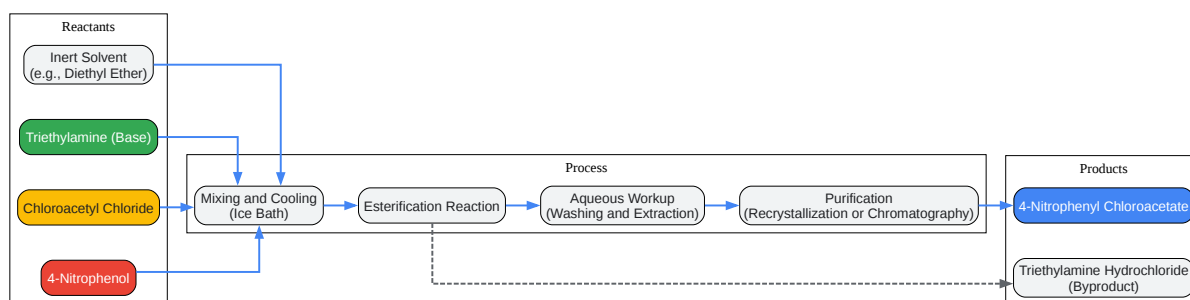 Reactants
Inert Solvent
(e.g., Diethyl Ether)
Triethylamine (Base)
Chloroacetyl Chloride
4-Nitrophenol
Process
Mixing and Cooling
(Ice Bath)
Esterification Reaction
Aqueous Workup
(Washing and Extraction)
Purification
(Recrystallization or Chromatography)
Products
4-Nitrophenyl Chloroacetate
Triethylamine Hydrochloride
(Byproduct)